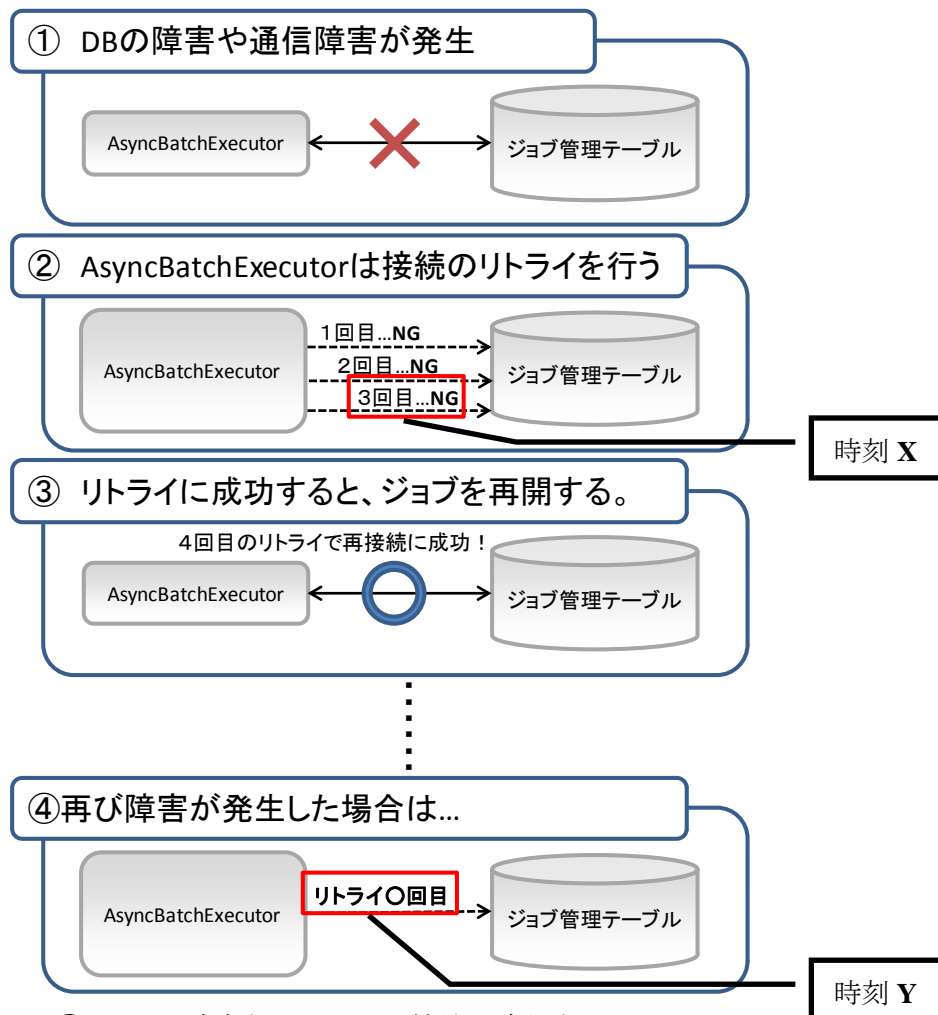 ① DBの障害や通信障害が発生
AsyncBatchExecutor
ジョブ管理テーブル
② AsyncBatchExecutorは接続のリトライを行う
AsyncBatchExecutor
1回目...NG
2回目...NG
3回目...NG
ジョブ管理テーブル
時刻 X
③ リトライに成功すると、ジョブを再開する。
4回目のリトライで再接続に成功！
AsyncBatchExecutor
ジョブ管理テーブル
④再び障害が発生した場合は...
AsyncBatchExecutor
リトライ〇回目
ジョブ管理テーブル
時刻 Y